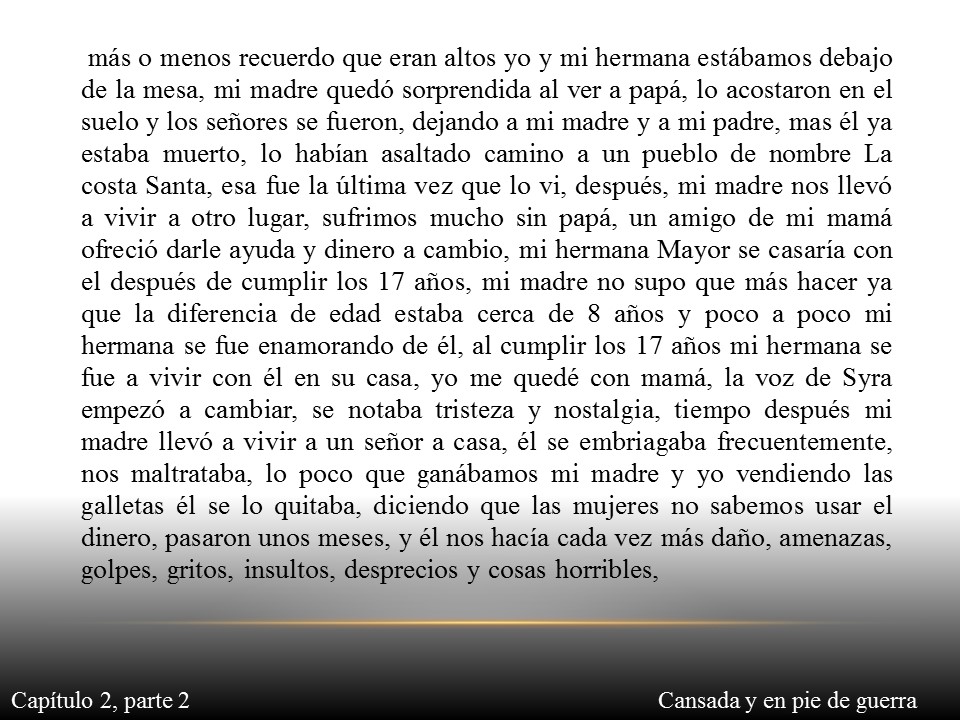 más o menos recuerdo que eran altos yo y mi hermana estábamos debajo
de la mesa, mi madre quedó sorprendida al ver a papá, lo acostaron en el
suelo y los señores se fueron, dejando a mi madre y a mi padre, mas él ya
estaba muerto, lo habían asaltado camino a un pueblo de nombre La
costa Santa, esa fue la última vez que lo vi, después, mi madre nos llevó
a vivir a otro lugar, sufrimos mucho sin papá, un amigo de mi mamá
ofreció darle ayuda y dinero a cambio, mi hermana Mayor se casaría con
el después de cumplir los 17 años, mi madre no supo que más hacer ya
que la diferencia de edad estaba cerca de 8 años y poco a poco mi
hermana se fue enamorando de él, al cumplir los 17 años mi hermana se
fue a vivir con él en su casa, yo me quedé con mamá, la voz de Syra
empezó a cambiar, se notaba tristeza y nostalgia, tiempo después mi
madre llevó a vivir a un señor a casa, él se embriagaba frecuentemente,
nos maltrataba, lo poco que ganábamos mi madre y yo vendiendo las
galletas él se lo quitaba, diciendo que las mujeres no sabemos usar el
dinero, pasaron unos meses, y él nos hacía cada vez más daño, amenazas,
golpes, gritos, insultos, desprecios y cosas horribles,
Capítulo 2, parte 2
Cansada y en pie de guerra